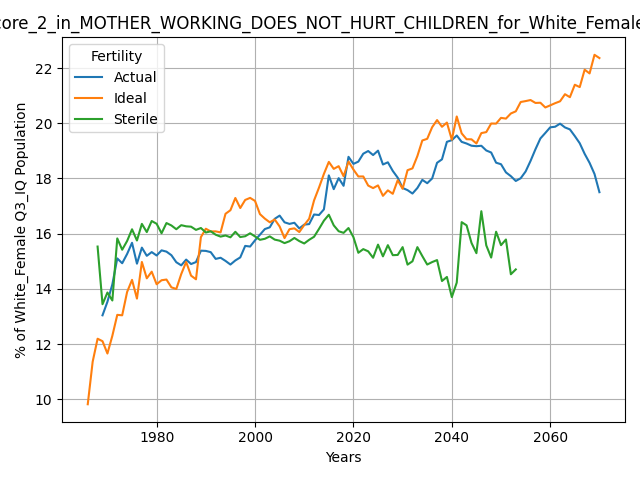 core_2_in_MOTHER_WORKING_DOES_NOT_HURT_CHILDREN_for_White_Female
Fertility
Actual
Ideal
Sterile
% of White_Female Q3_IQ Population
22
20
18
16
14
12
10
1980
2000
2020
2040
2060
Years